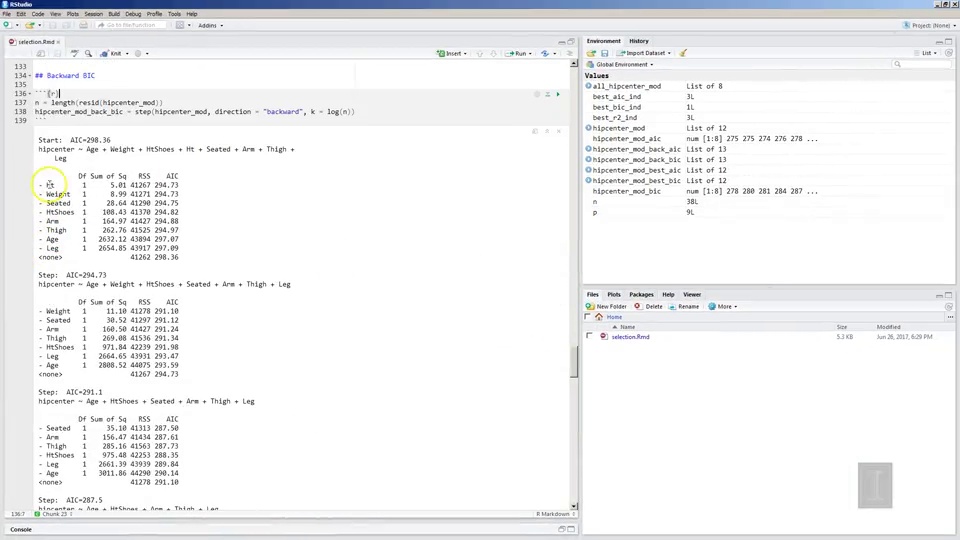 RStudio
File Edit Code View Plots Session Build Debug Profile Tools Help
Go to file/function
Addins
Project: (None)
selection.Rmd
Knit
Insert
Run
133
134 ## Backward BIC
135
136 ```{r}
137 n = length(resid(hipcenter_mod))
138 hipcenter_mod_back_bic = step(hipcenter_mod, direction = "backward", k = log(n))
139 ```
Start: AIC=298.36
hipcenter ~ Age + Weight + HtShoes + Ht + Seated + Arm + Thigh +
Leg
Df Sum of Sq RSS AIC
- Ht 1 5.01 41267 294.73
- Weight 1 8.99 41271 294.73
- Seated 1 28.64 41290 294.75
- HtShoes 1 108.43 41370 294.82
- Arm 1 164.97 41427 294.88
- Thigh 1 262.76 41525 294.97
- Age 1 2632.12 43894 297.07
- Leg 1 2654.85 43917 297.09
<none> 41262 298.36
Step: AIC=294.73
hipcenter ~ Age + Weight + HtShoes + Seated + Arm + Thigh + Leg
Df Sum of Sq RSS AIC
- Weight 1 11.10 41278 291.10
- Seated 1 30.52 41297 291.12
- Arm 1 160.50 41427 291.24
- Thigh 1 269.08 41536 291.34
- HtShoes 1 971.84 42239 291.98
- Leg 1 2664.65 43931 293.47
- Age 1 2808.52 44075 293.59
<none> 41267 294.73
Step: AIC=291.1
hipcenter ~ Age + HtShoes + Seated + Arm + Thigh + Leg
Df Sum of Sq RSS AIC
- Seated 1 35.10 41313 287.50
- Arm 1 156.47 41434 287.61
- Thigh 1 285.16 41563 287.73
- HtShoes 1 975.48 42253 288.35
- Leg 1 2661.39 43939 289.84
- Age 1 3011.86 44290 290.14
<none> 41278 291.10
Step: AIC=287.5
hipcenter ~ Age + HtShoes + Arm + Thigh + Leg
136:7 Chunk 23 R Markdown
Console
Environment History
Import Dataset List
Global Environment
Values
all_hipcenter_mod List of 8
best_aic_ind 3L
best_bic_ind 1L
best_r2_ind 3L
hipcenter_mod List of 12
hipcenter_mod_aic num [1:8] 275 275 274 276 278 ...
hipcenter_mod_back_aic List of 13
hipcenter_mod_back_bic List of 13
hipcenter_mod_best_aic List of 12
hipcenter_mod_best_bic List of 12
hipcenter_mod_bic num [1:8] 278 280 281 284 287 ...
n 38L
p 9L
Files Plots Packages Help Viewer
New Folder Delete Rename More
Home
Name Size Modified
selection.Rmd 5.3 KB Jun 26, 2017, 6:29 PM
I